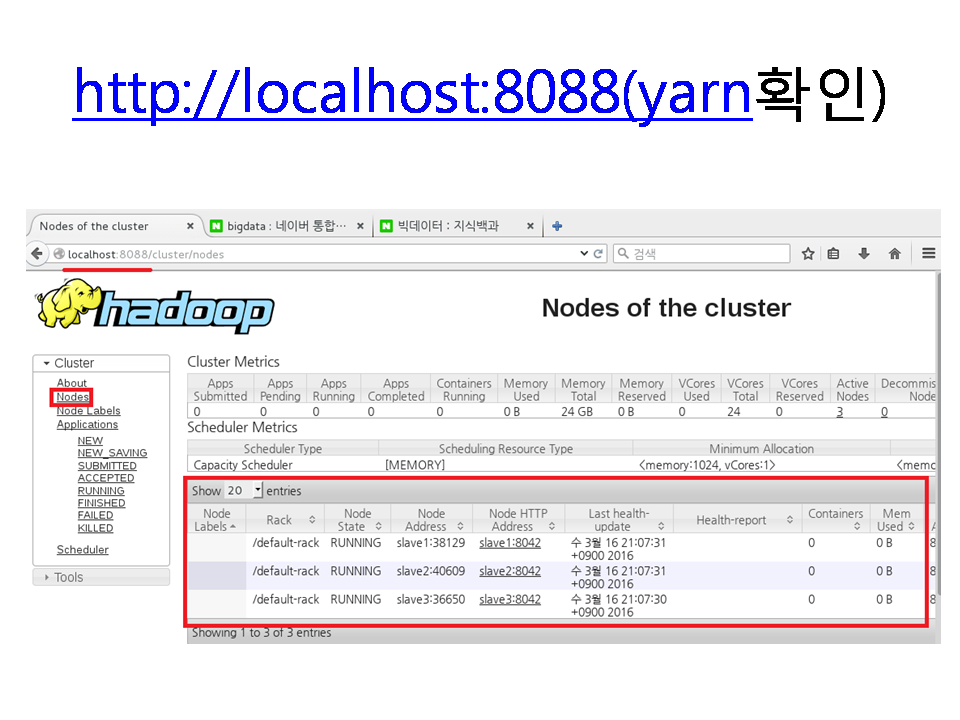 http://localhost:8088(yarn확인)
Nodes of the cluster
bigdata : 네이버 통합…
빅데이터 : 지식백과
localhost:8088/cluster/nodes
검색
hadoop
Nodes of the cluster
Cluster
About
Nodes
Node Labels
Applications
NEW
NEW_SAVING
SUBMITTED
ACCEPTED
RUNNING
FINISHED
FAILED
KILLED
Scheduler
Tools
Cluster Metrics
Apps Submitted Apps Pending Apps Running Apps Completed Containers Running Memory Used Memory Total Memory Reserved VCores Used VCores Total VCores Reserved Active Nodes Decommis Node
0 0 0 0 0 0 B 24 GB 0 B 0 24 0 3 0
Scheduler Metrics
Scheduler Type Scheduling Resource Type Minimum Allocation
Capacity Scheduler [MEMORY] <memory:1024, vCores:1> <memo
Show 20 entries
Node Labels Rack Node State Node Address Node HTTP Address Last health-update Health-report Containers Mem Used
/default-rack RUNNING slave1:38129 slave1:8042 수 3월 16 21:07:31 +0900 2016 0 0 B 8
/default-rack RUNNING slave2:40609 slave2:8042 수 3월 16 21:07:31 +0900 2016 0 0 B 8
/default-rack RUNNING slave3:36650 slave3:8042 수 3월 16 21:07:30 +0900 2016 0 0 B 8
Showing 1 to 3 of 3 entries